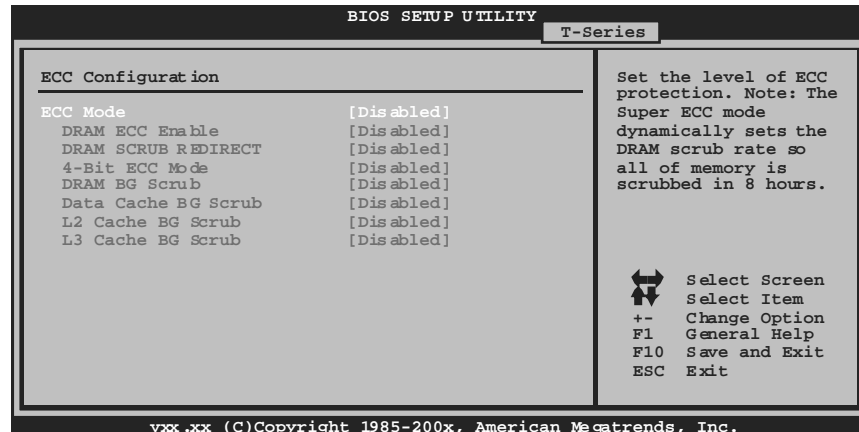 BIOS SETUP UTILITY
T-Series
ECC Configuration
ECC Mode [Disabled]
DRAM ECC Enable [Disabled]
DRAM SCRUB REDIRECT [Disabled]
4-Bit ECC Mode [Disabled]
DRAM BG Scrub [Disabled]
Data Cache BG Scrub [Disabled]
L2 Cache BG Scrub [Disabled]
L3 Cache BG Scrub [Disabled]
Set the level of ECC
protection. Note: The
Super ECC mode
dynamically sets the
DRAM scrub rate so
all of memory is
scrubbed in 8 hours.
Select Screen
Select Item
+- Change Option
F1 General Help
F10 Save and Exit
ESC Exit
vxx.xx (C)Copyright 1985-200x, American Megatrends, Inc.